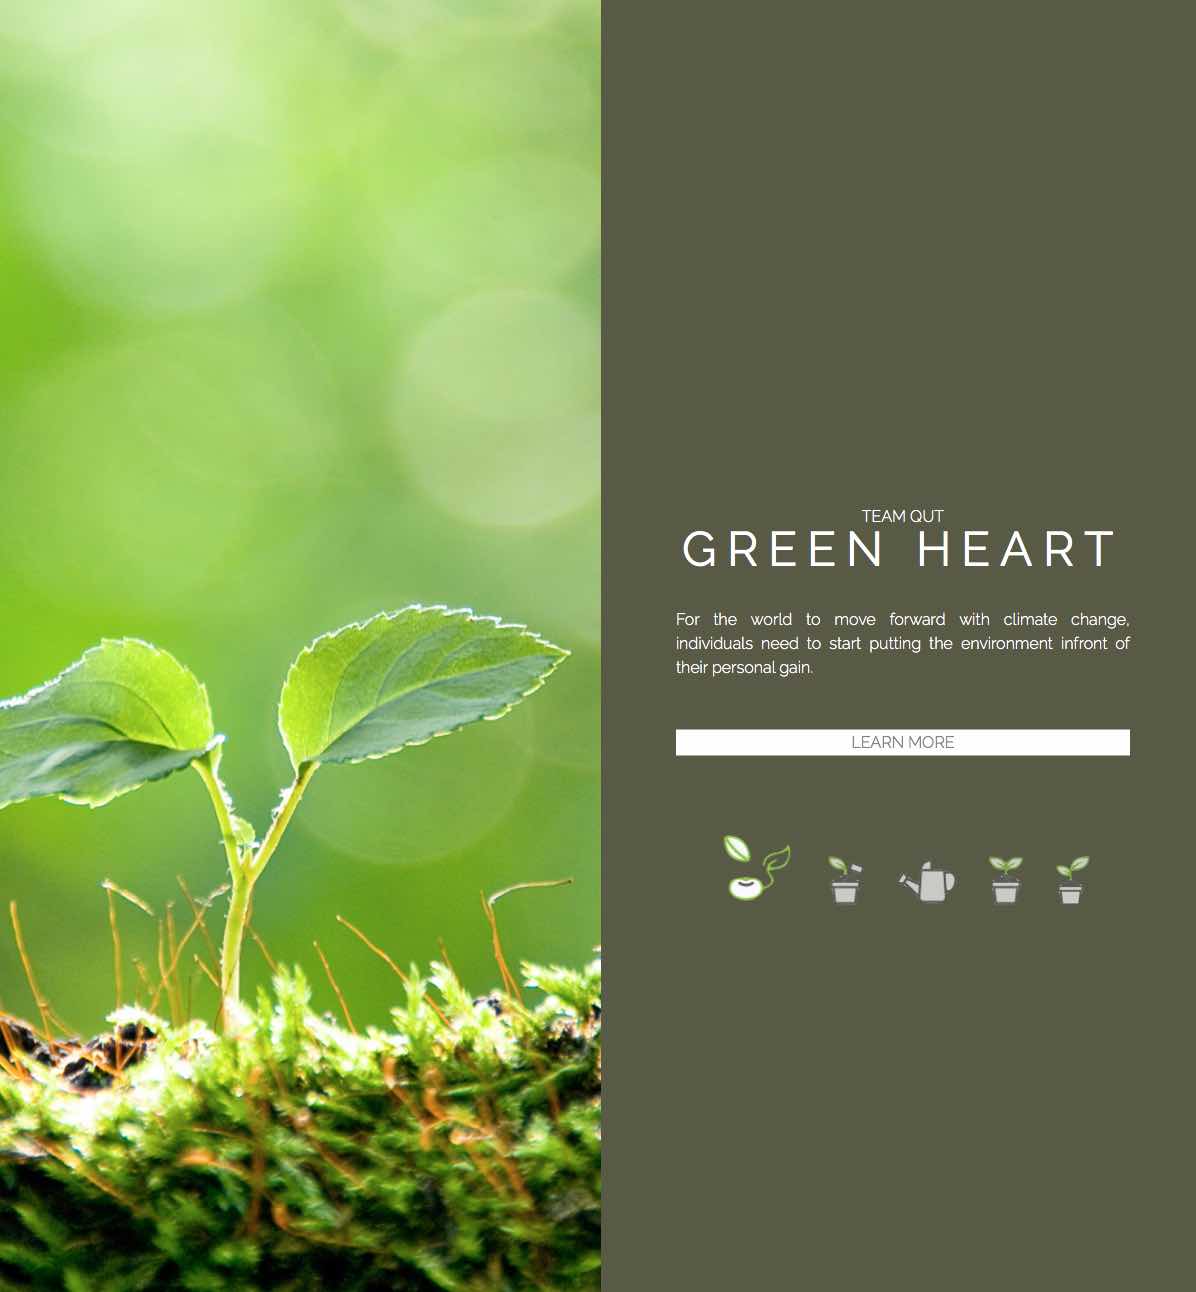 TEAM QUT
GREEN HEART
For the world to move forward with climate change,
individuals need to start putting the environment infront of
their personal gain.
LEARN MORE